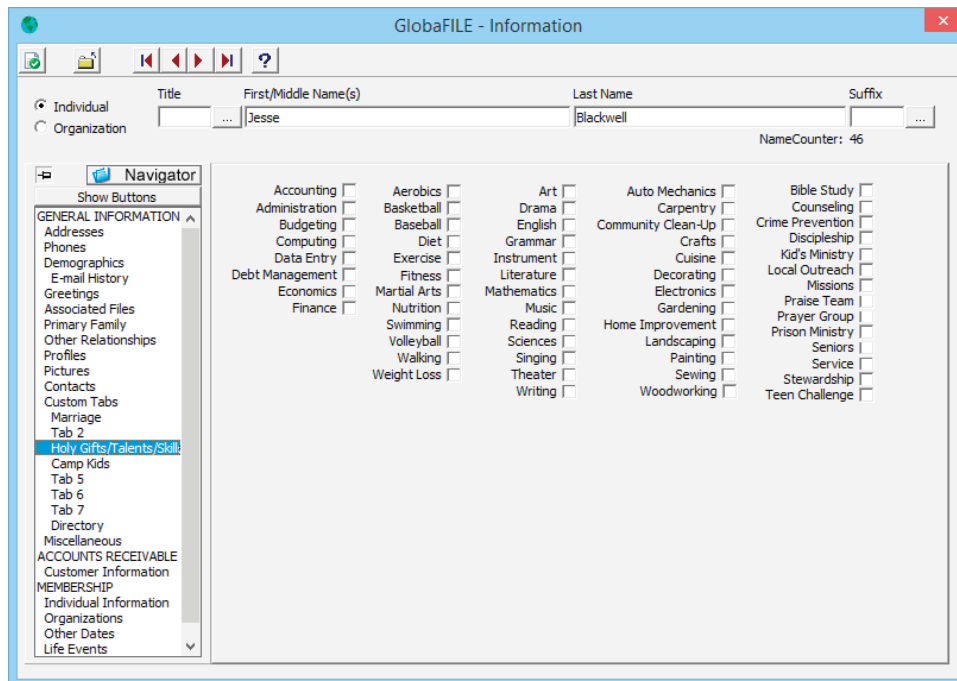 GlobaFILE - Information
Title First/Middle Name(s) Last Name Suffix
Individual
Organization
... Jesse Blackwell ...
NameCounter: 46
Navigator
Show Buttons
GENERAL INFORMATION
Addresses
Phones
Demographics
E-mail History
Greetings
Associated Files
Primary Family
Other Relationships
Profiles
Pictures
Contacts
Custom Tabs
Marriage
Tab 2
Holy Gifts/Talents/Skill
Camp Kids
Tab 5
Tab 6
Tab 7
Directory
Miscellaneous
ACCOUNTS RECEIVABLE
Customer Information
MEMBERSHIP
Individual Information
Organizations
Other Dates
Life Events
Accounting
Administration
Budgeting
Computing
Data Entry
Debt Management
Economics
Finance
Aerobics
Basketball
Baseball
Diet
Exercise
Fitness
Martial Arts
Nutrition
Swimming
Volleyball
Walking
Weight Loss
Art
Drama
English
Grammar
Instrument
Literature
Mathematics
Music
Reading
Sciences
Singing
Theater
Writing
Auto Mechanics
Carpentry
Community Clean-Up
Crafts
Cuisine
Decorating
Electronics
Gardening
Home Improvement
Landscaping
Painting
Sewing
Woodworking
Bible Study
Counseling
Crime Prevention
Discipleship
Kid's Ministry
Local Outreach
Missions
Praise Team
Prayer Group
Prison Ministry
Seniors
Service
Stewardship
Teen Challenge